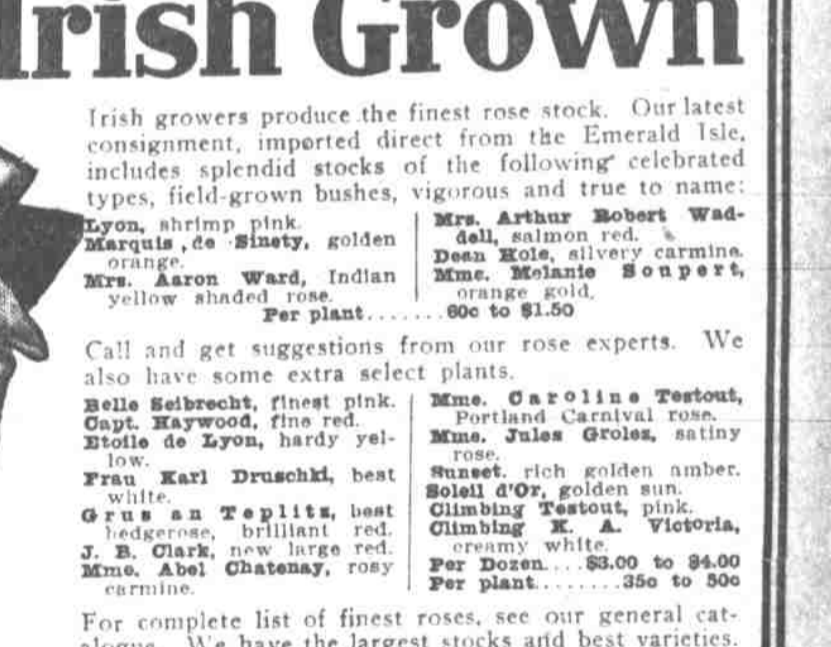 Irish Grown
Irish growers produce the finest rose stock. Our latest
consignment, imported direct from the Emerald Isle,
includes splendid stocks of the following celebrated
types, field-grown bushes, vigorous and true to name:
Lyon, shrimp pink.
Marquis de Sinety, golden
orange.
Mrs. Aaron Ward, Indian
yellow shaded rose.
Mrs. Arthur Robert Wad-
dell, salmon red.
Dean Hole, silvery carmine.
Mme. Melanie Soupert,
orange gold.
Per plant.......60c to $1.50
Call and get suggestions from our rose experts. We
also have some extra select plants.
Belle Seibrecht, finest pink.
Capt. Haywood, fine red.
Etoile de Lyon, hardy yel-
low.
Frau Karl Druschki, best
white.
Grus an Teplitz, best
hedgerose, brilliant red.
J. B. Clark, new large red.
Mme. Abel Chatenay, rosy
carmine.
Mme. Caroline Testout,
Portland Carnival rose.
Mme. Jules Groles, satiny
rose.
Sunset, rich golden amber.
Soleil d'Or, golden sun.
Climbing Testout, pink.
Climbing K. A. Victoria,
creamy white.
Per Dozen....$3.00 to $4.00
Per plant........35c to 50c
For complete list of finest roses, see our general cat-
alogue. We have the largest stocks and best varieties.